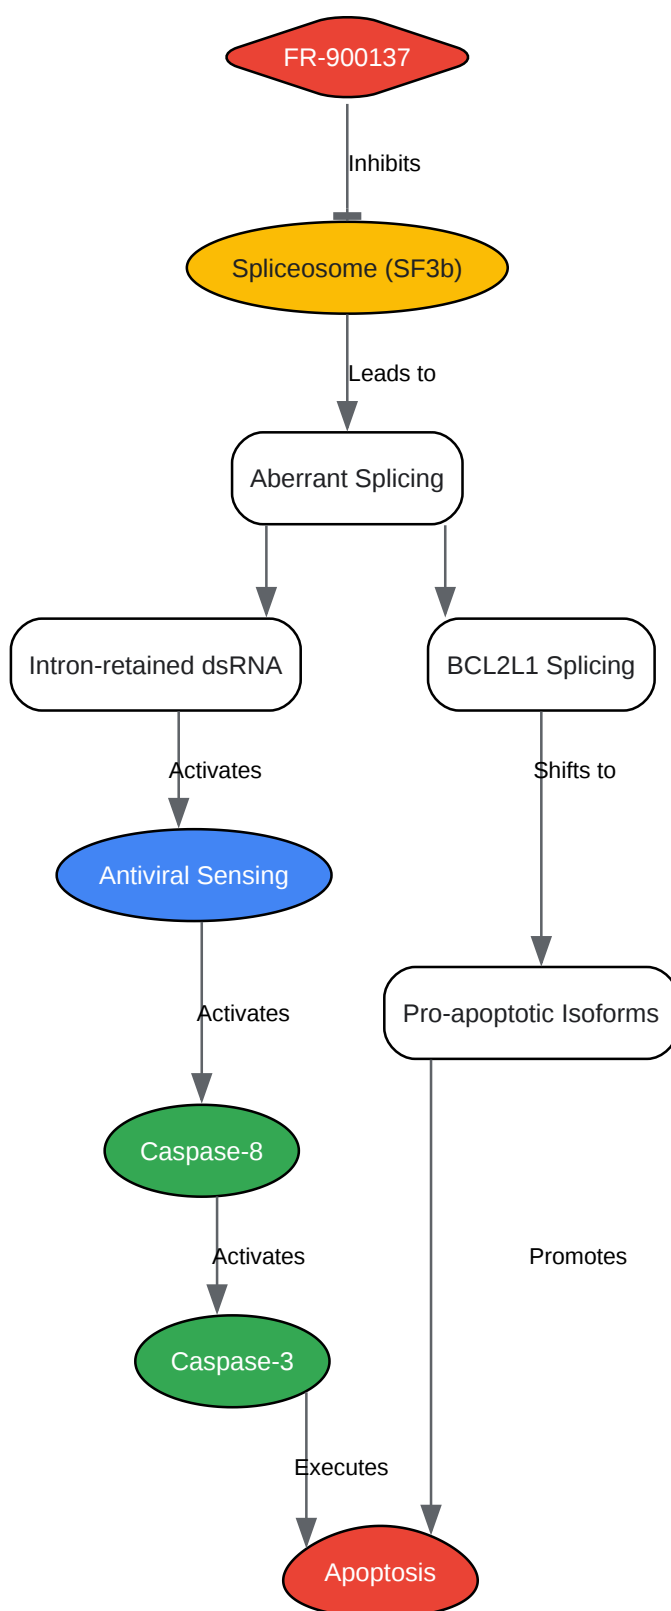 FR-900137
Inhibits
Spliceosome (SF3b)
Leads to
Aberrant Splicing
Intron-retained dsRNA
BCL2L1 Splicing
Activates
Shifts to
Antiviral Sensing
Activates
Pro-apoptotic Isoforms
Caspase-8
Activates
Promotes
Caspase-3
Executes
Apoptosis